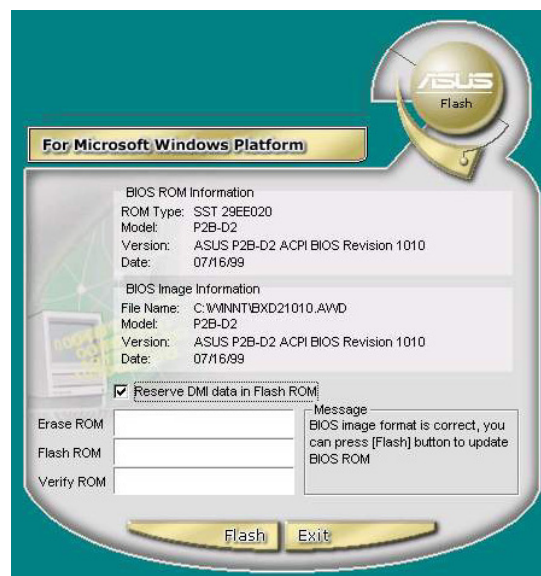 ASUS
Flash
For Microsoft Windows Platform
BIOS ROM Information
ROM Type: SST 29EE020
Model: P2B-D2
Version: ASUS P2B-D2 ACPI BIOS Revision 1010
Date: 07/16/99
BIOS Image Information
File Name: C:\WINNT\BXD21010.AWD
Model: P2B-D2
Version: ASUS P2B-D2 ACPI BIOS Revision 1010
Date: 07/16/99
Reserve DMI data in Flash ROM
Erase ROM
Flash ROM
Verify ROM
Message
BIOS image format is correct, you
can press [Flash] button to update
BIOS ROM
Flash
Exit